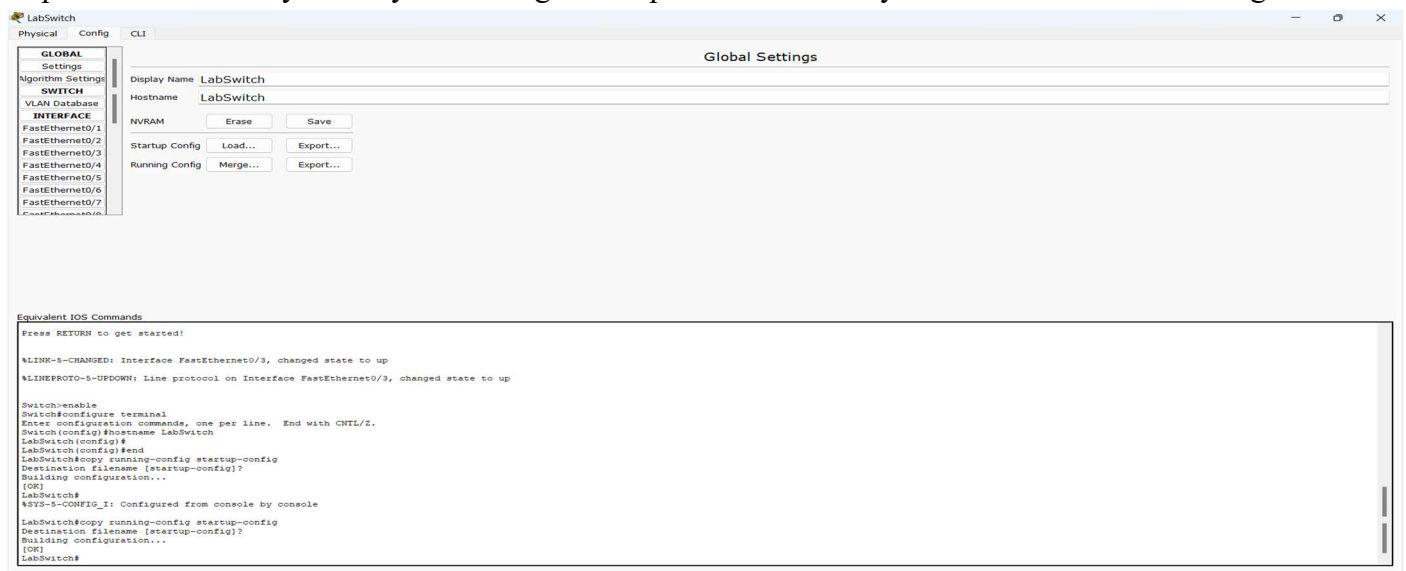 LabSwitch
Physical Config CLI
GLOBAL
Settings
Algorithm Settings
SWITCH
VLAN Database
INTERFACE
FastEthernet0/1
FastEthernet0/2
FastEthernet0/3
FastEthernet0/4
FastEthernet0/5
FastEthernet0/6
FastEthernet0/7
Global Settings
Display Name LabSwitch
Hostname LabSwitch
NVRAM Erase Save
Startup Config Load... Export...
Running Config Merge... Export...
Equivalent IOS Commands
Press RETURN to get started!
%LINK-5-CHANGED: Interface FastEthernet0/3, changed state to up
%LINEPROTO-5-UPDOWN: Line protocol on Interface FastEthernet0/3, changed state to up
Switch>enable
Switch#configure terminal
Enter configuration commands, one per line. End with CNTL/Z.
Switch(config)#hostname LabSwitch
LabSwitch(config)#
LabSwitch(config)#end
LabSwitch#copy running-config startup-config
Destination filename [startup-config]?
Building configuration...
[OK]
LabSwitch#
%SYS-5-CONFIG_I: Configured from console by console
LabSwitch#copy running-config startup-config
Destination filename [startup-config]?
Building configuration...
[OK]
LabSwitch#